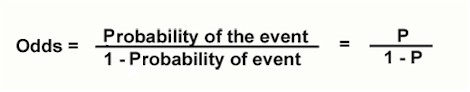 Odds = Probability of the event / 1 - Probability of event = P / 1 - P